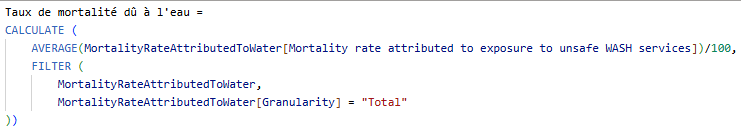 Taux de mortalité dû à l'eau =
CALCULATE (
AVERAGE(MortalityRateAttributedToWater[Mortality rate attributed to exposure to unsafe WASH services])/100,
FILTER (
MortalityRateAttributedToWater,
MortalityRateAttributedToWater[Granularity] = "Total"
))